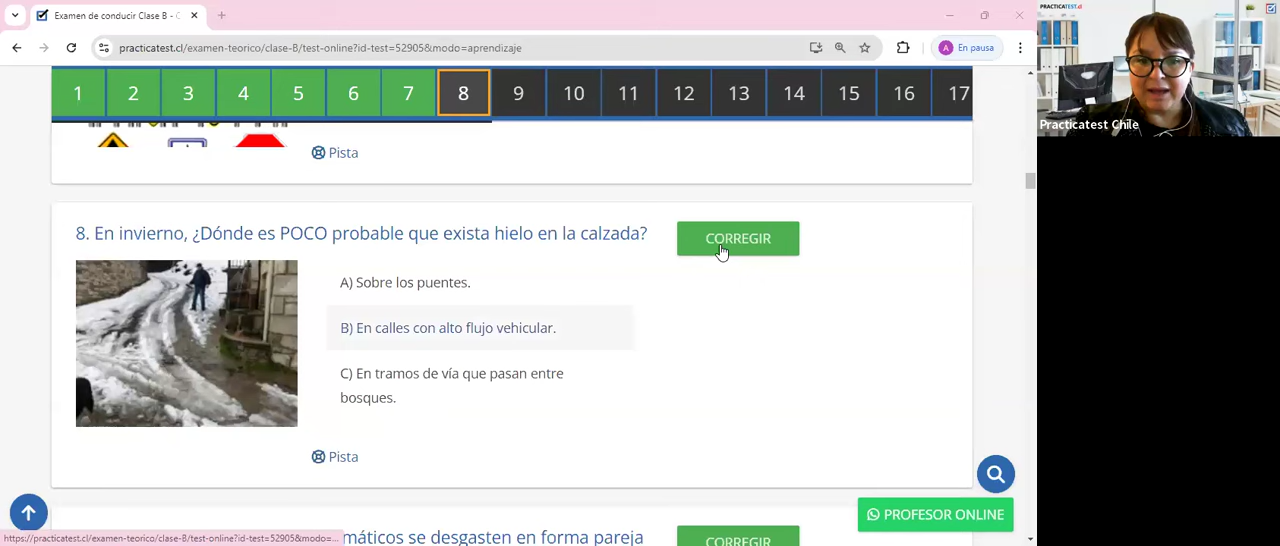 Examen de conducir Clase B - C
practicatest.cl/examen-teorico/clase-B/test-online?id-test=52905&modo=aprendizaje
A
En pausa
PRACTICATEST.cl
Practicatest Chile
1 2 3 4 5 6 7 8 9 10 11 12 13 14 15 16 17
Pista
8. En invierno, ¿Dónde es POCO probable que exista hielo en la calzada?
CORREGIR
A) Sobre los puentes.
B) En calles con alto flujo vehicular.
C) En tramos de vía que pasan entre
bosques.
Pista
PROFESOR ONLINE
https://practicatest.cl/examen-teorico/clase-B/test-online?id-test=52905&modo=...
máticos se desgasten en forma pareja
CORREGIR